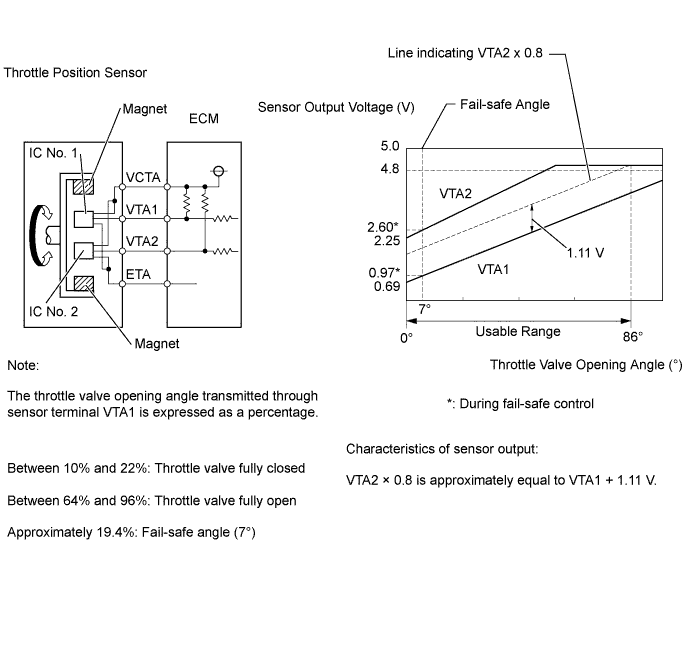 Throttle Position Sensor
Magnet
ECM
IC No. 1
VCTA
VTA1
VTA2
ETA
IC No. 2
Magnet
Line indicating VTA2 x 0.8
Sensor Output Voltage (V)
Fail-safe Angle
5.0
4.8
VTA2
2.60*
2.25
1.11 V
0.97*
VTA1
0.69
7°
Usable Range
0°
86°
Throttle Valve Opening Angle (°)
*: During fail-safe control
Note:
The throttle valve opening angle transmitted through
sensor terminal VTA1 is expressed as a percentage.
Between 10% and 22%: Throttle valve fully closed
Between 64% and 96%: Throttle valve fully open
Approximately 19.4%: Fail-safe angle (7°)
Characteristics of sensor output:
VTA2 × 0.8 is approximately equal to VTA1 + 1.11 V.